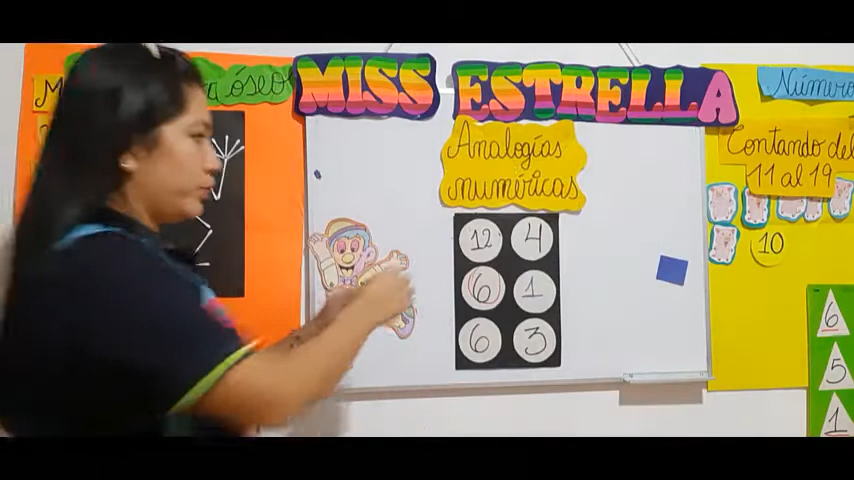 MISS ESTRELLA
Analogías
numéricas
12 4
6 1
6 3
óseo
Contando del
11 al 19
10
6
5
1